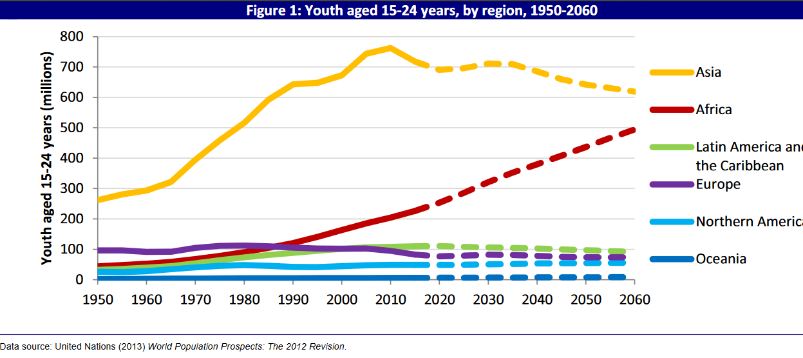 Figure 1: Youth aged 15-24 years, by region, 1950-2060
Youth aged 15-24 years (millions)
800
700
600
500
400
300
200
100
0
1950
1960
1970
1980
1990
2000
2010
2020
2030
2040
2050
2060
Asia
Africa
Latin America and
the Caribbean
Europe
Northern America
Oceania
Data source: United Nations (2013) World Population Prospects: The 2012 Revision.